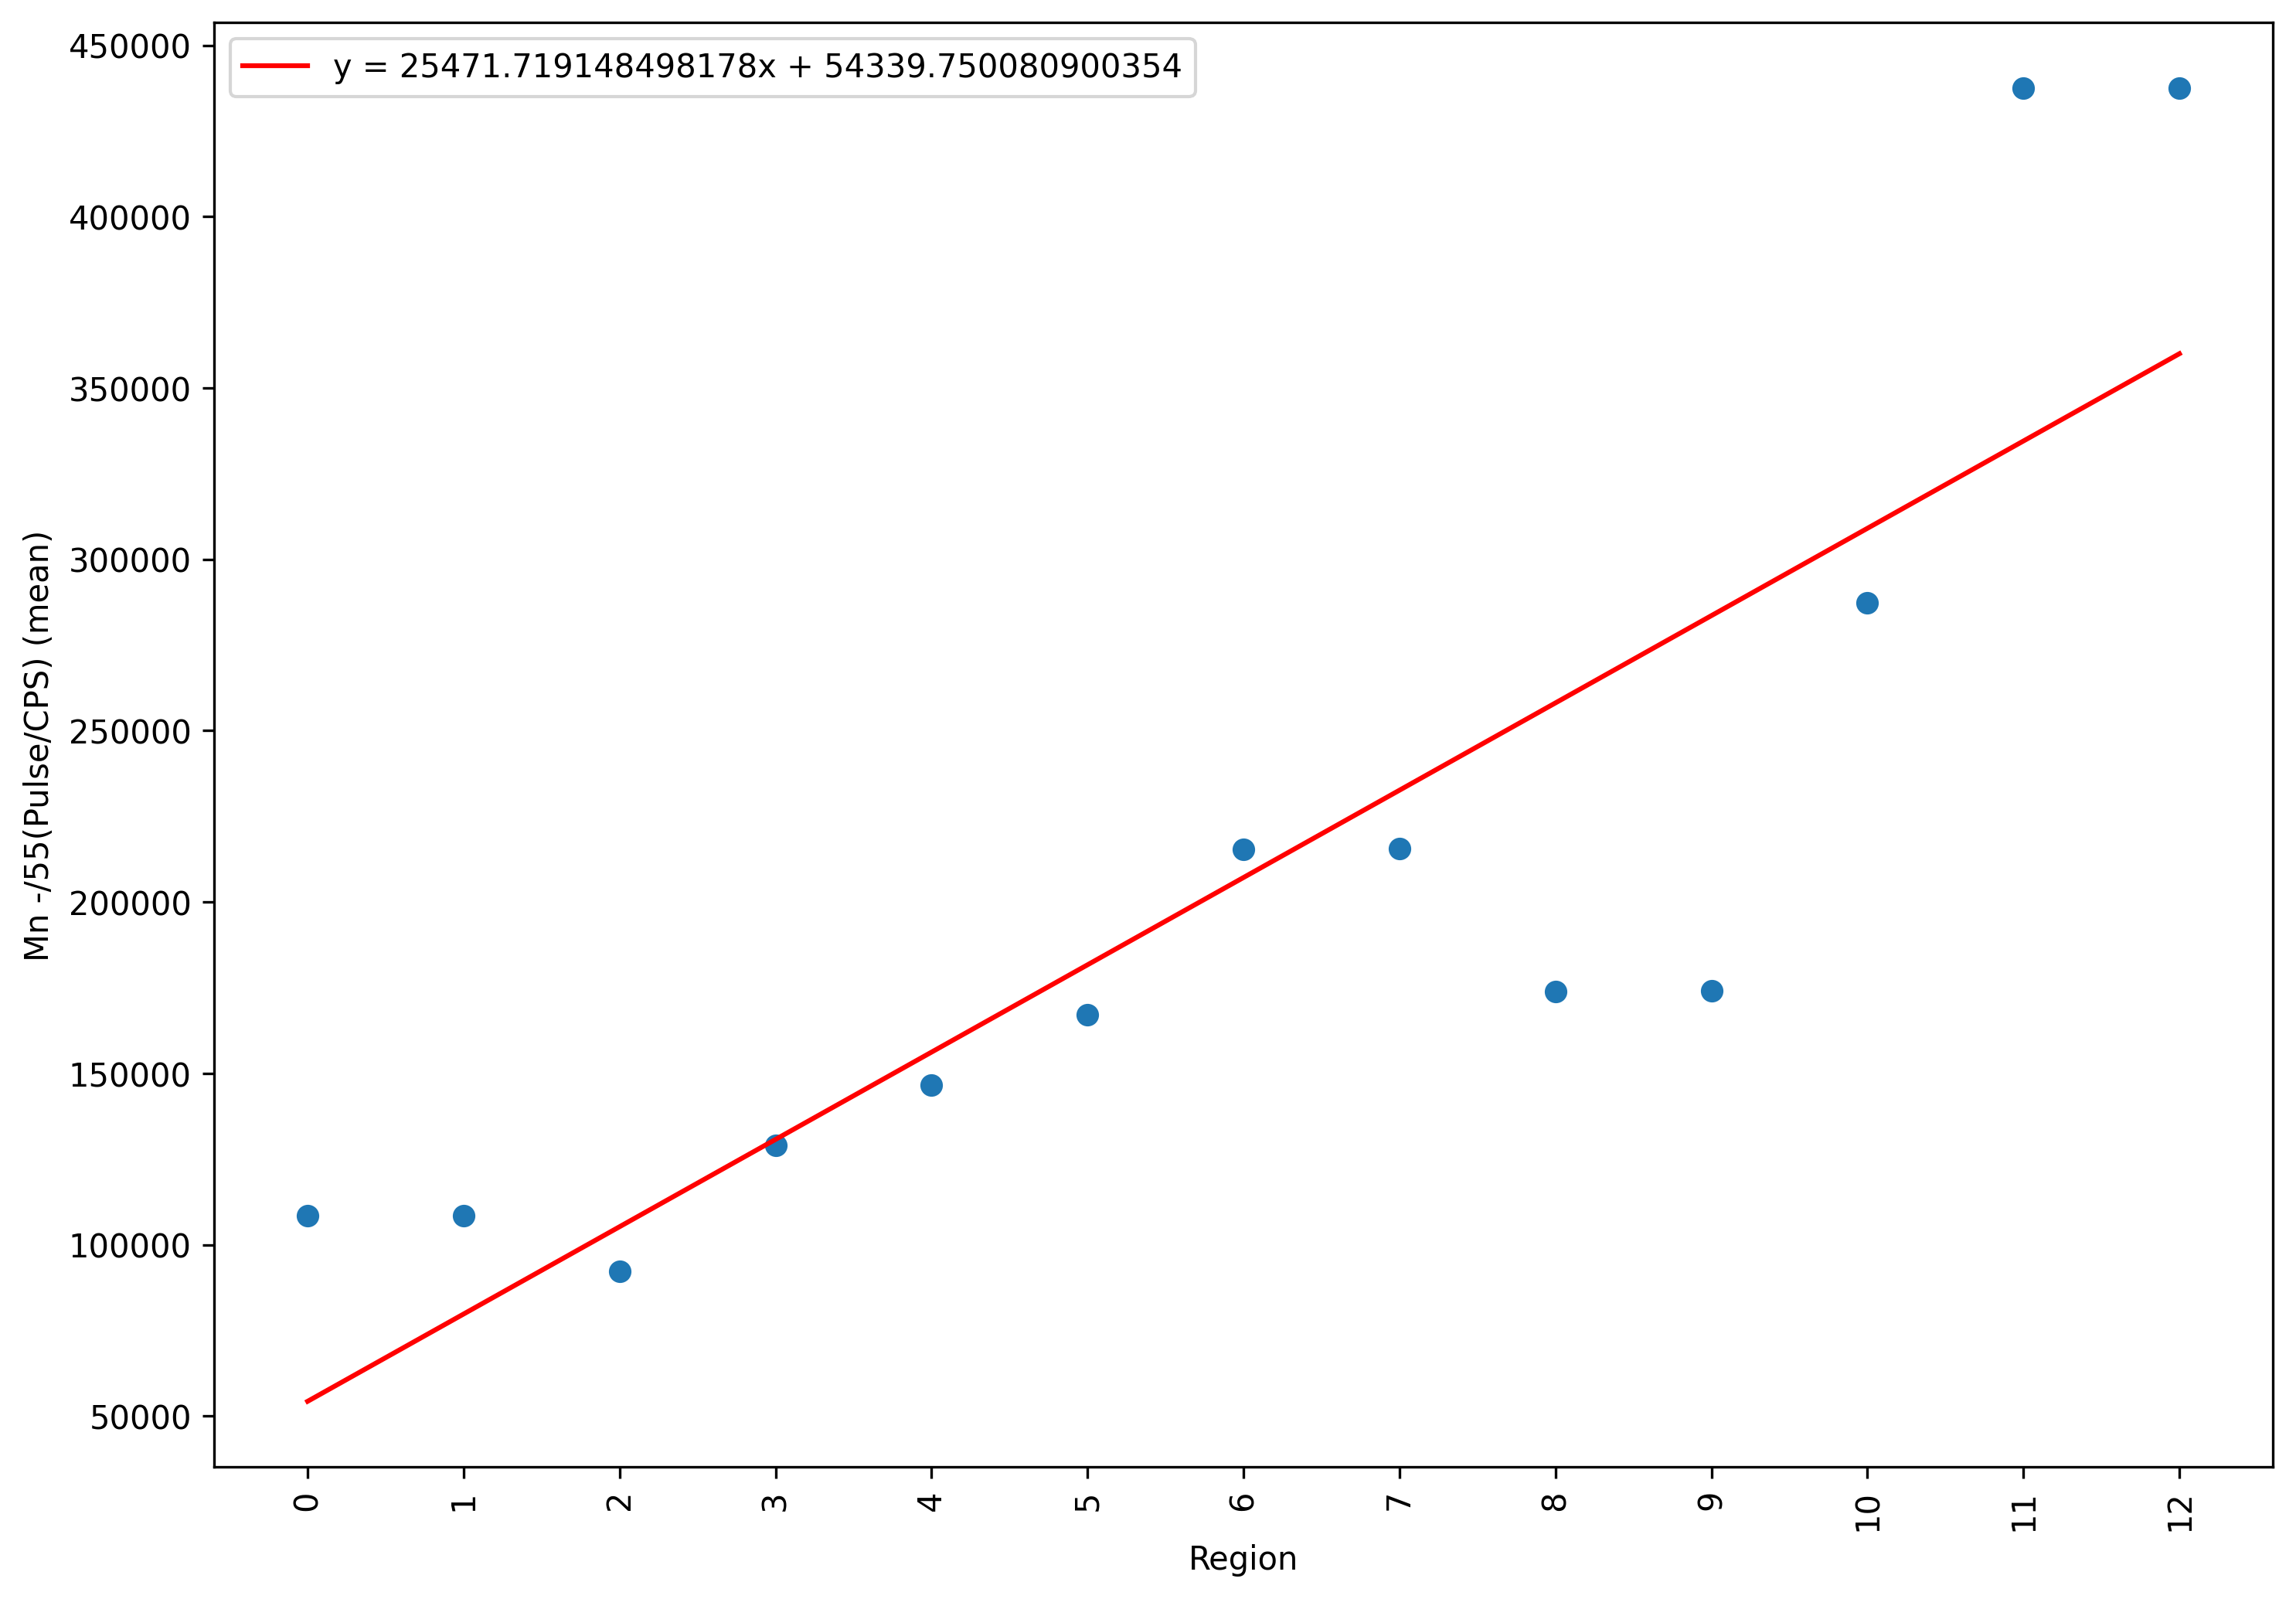 y = 25471.719148498178x + 54339.750080900354
450000
400000
350000
300000
250000
200000
150000
100000
50000
Mn -/55(Pulse/CPS) (mean)
0 1 2 3 4 5 6 7 8 9 10 11 12
Region